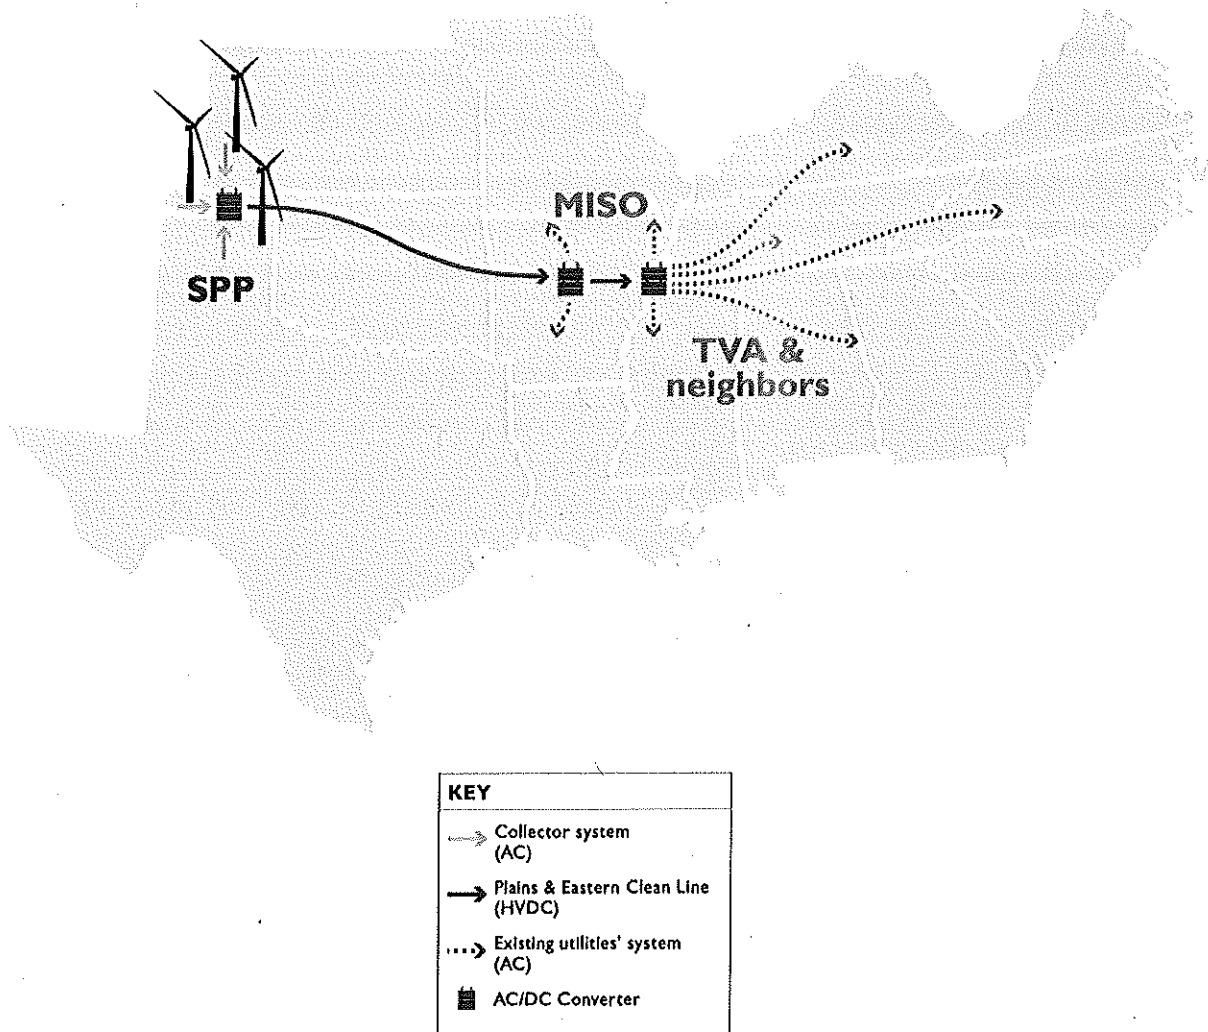 MISO
SPP
TVA &
neighbors
KEY
Collector system
(AC)
Plains & Eastern Clean Line
(HVDC)
Existing utilities' system
(AC)
AC/DC Converter